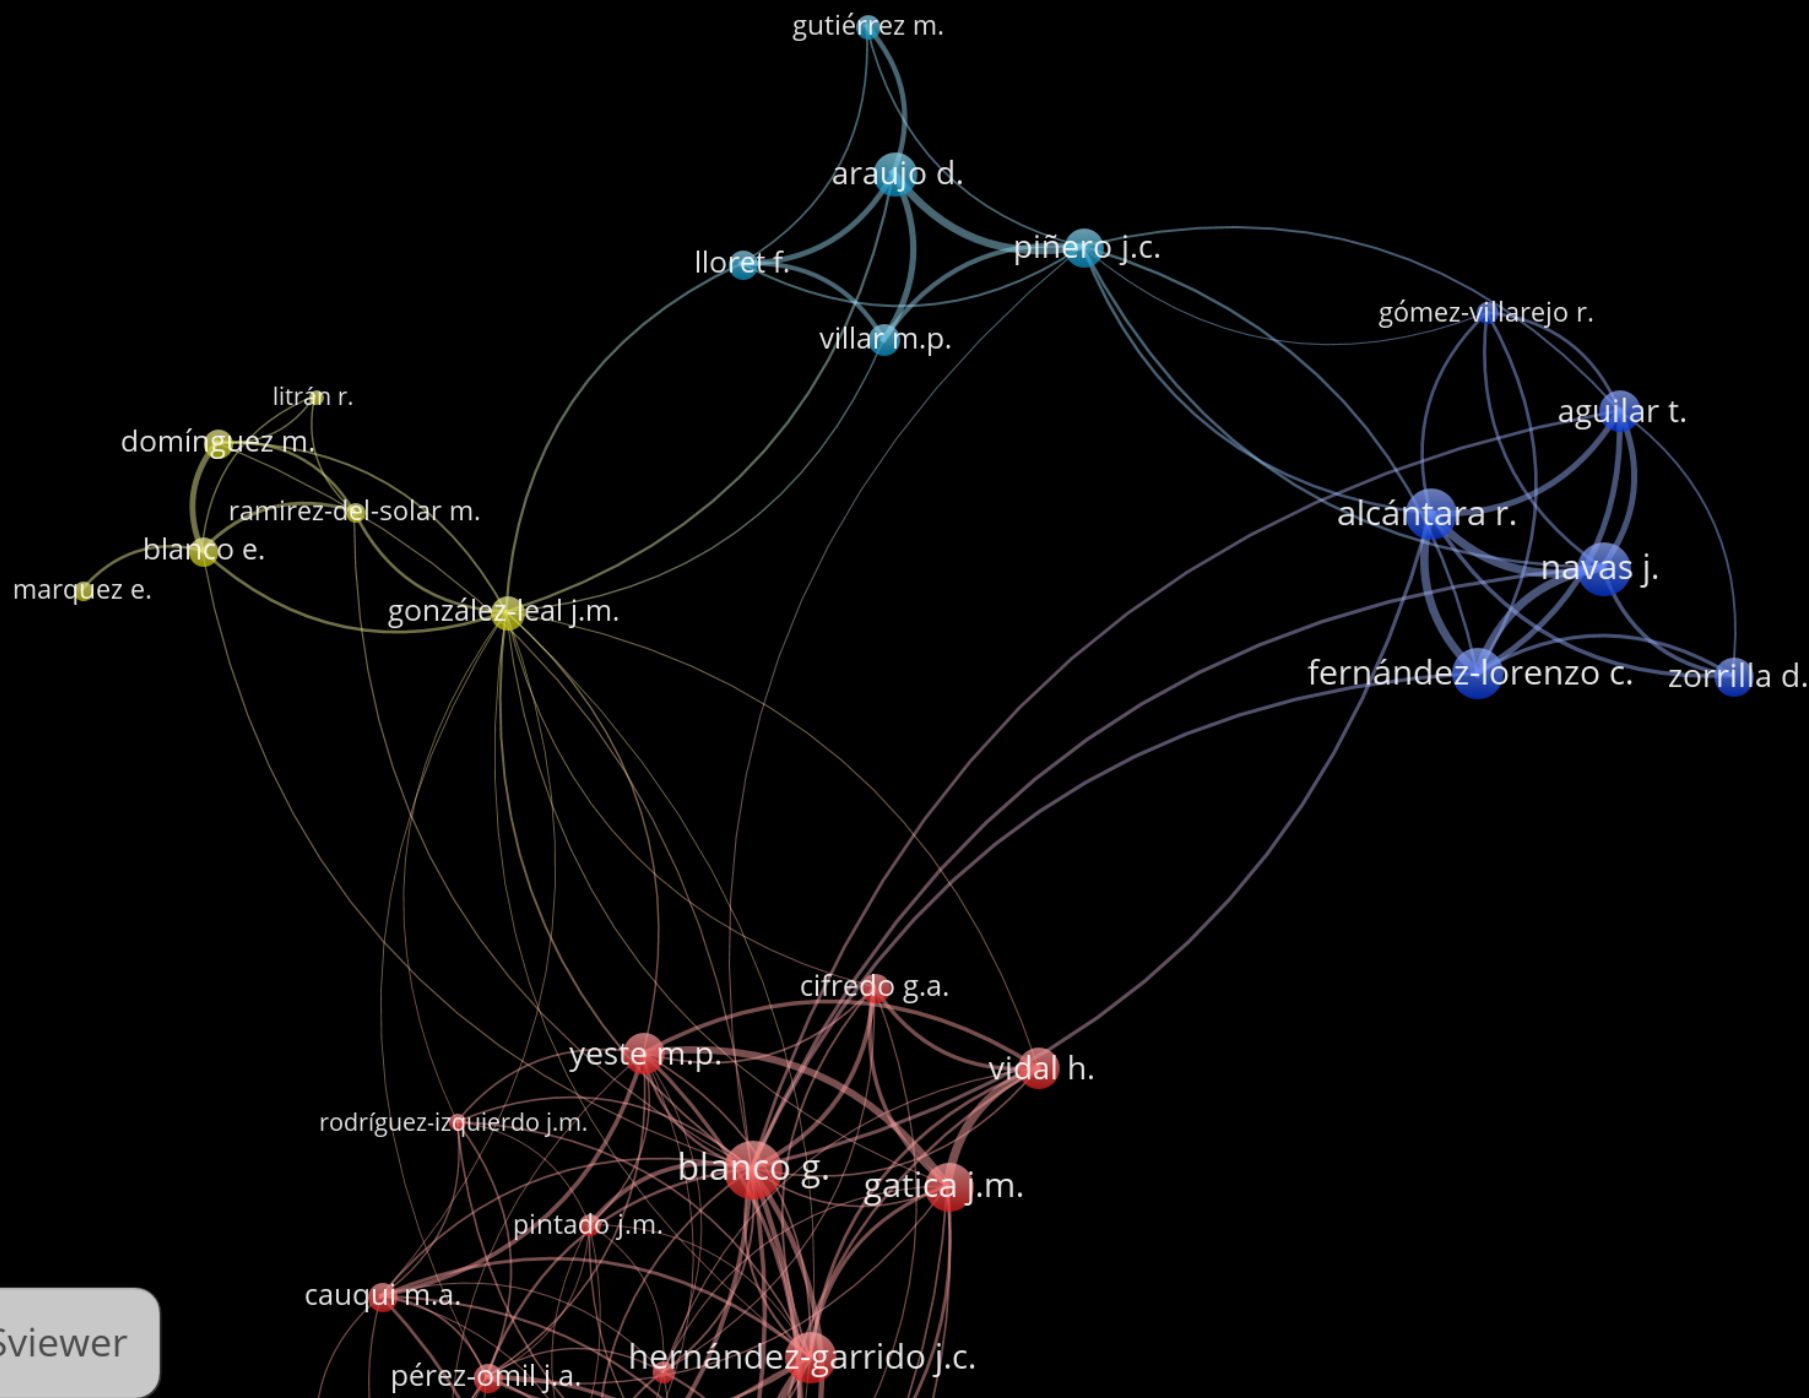 gutiérrez m.
araujo d.
piñero j.c.
lloret f.
villar m.p.
gómez-villarejo r.
aguilar t.
alcántara r.
navas j.
fernández-lorenzo c.
zorrilla d.
litrán r.
domínguez m.
ramirez-del-solar m.
blanco e.
marquez e.
gonzález-leal j.m.
cifredo g.a.
yeste m.p.
vidal h.
rodríguez-izquierdo j.m.
blanco g.
gatica j.m.
pintado j.m.
cauqui m.a.
hernández-garrido j.c.
pérez-omil j.a.
Sviewer